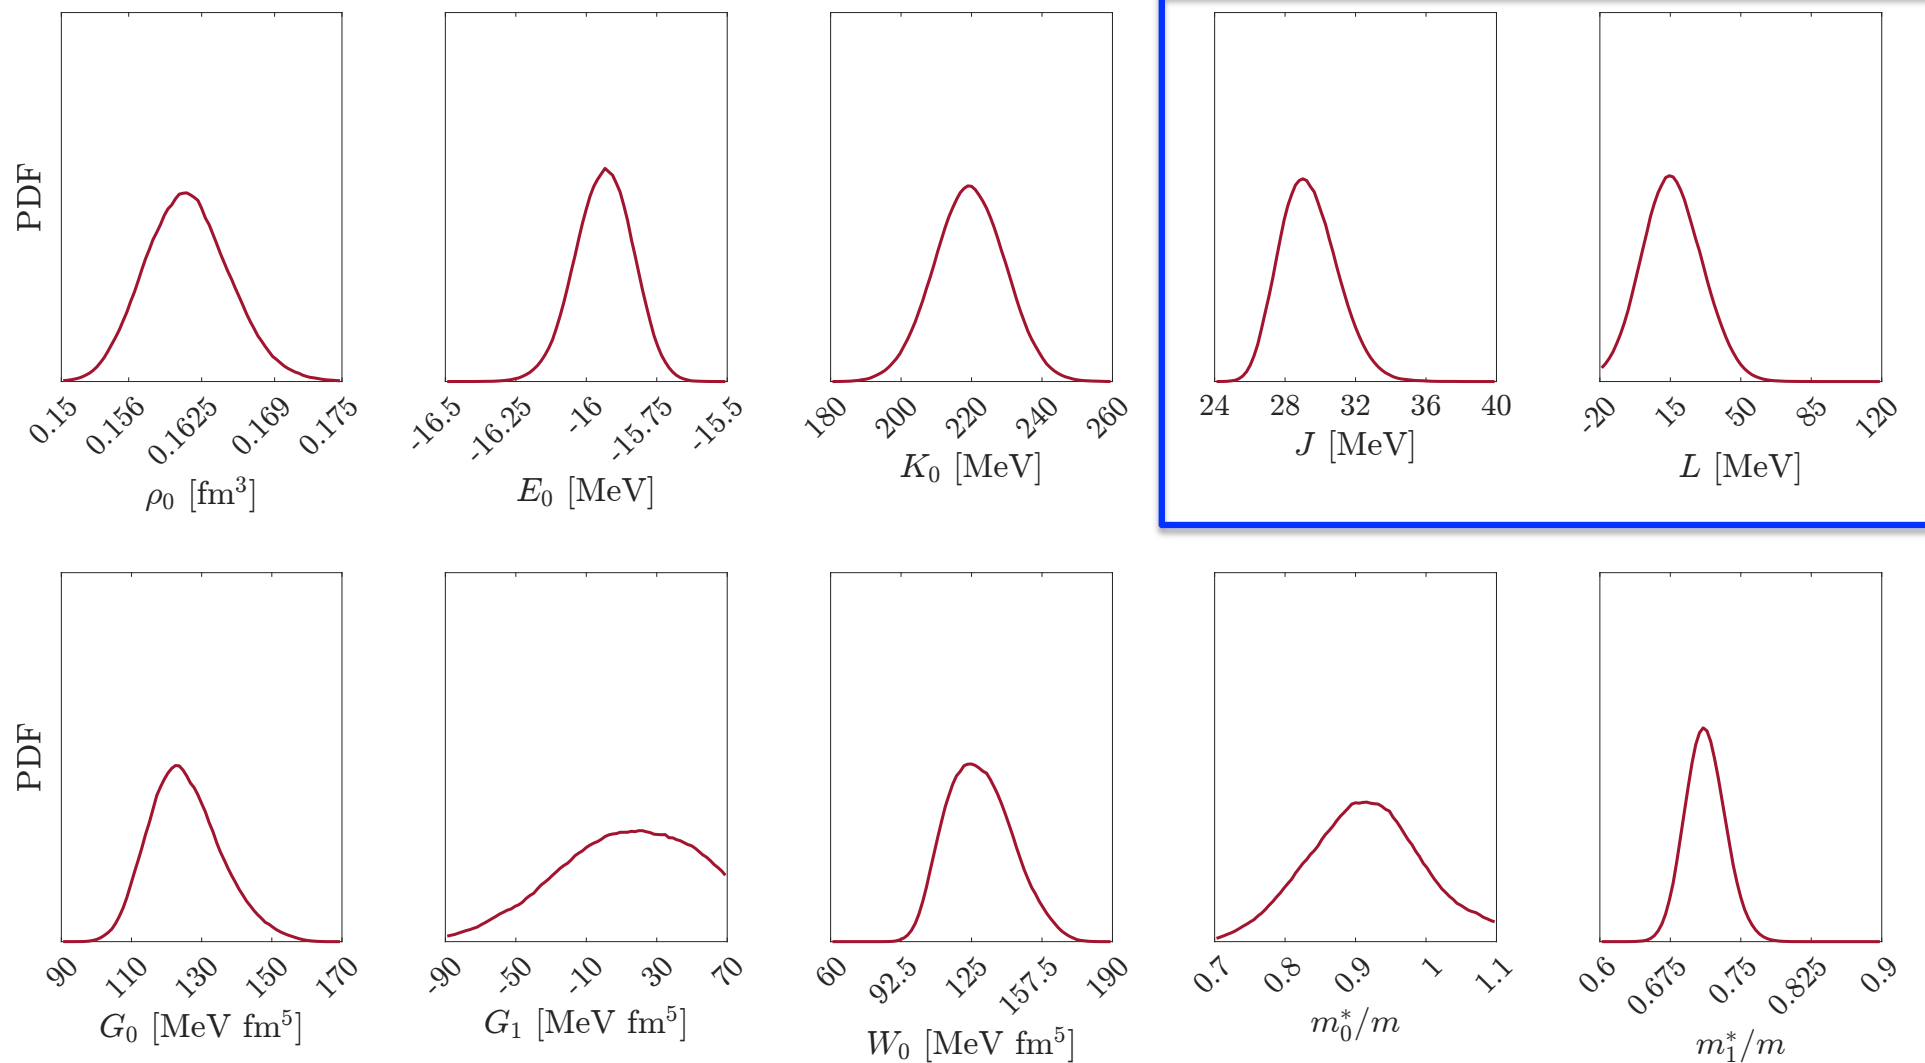 PDF
0.15 0.156 0.1625 0.169 0.175
ρ₀ [fm³]
-16.5 -16.25 -16 -15.75 -15.5
E₀ [MeV]
180 200 220 240 260
K₀ [MeV]
24 28 32 36 40
J [MeV]
-20 15 50 85 120
L [MeV]
PDF
90 110 130 150 170
G₀ [MeV fm⁵]
-90 -50 -10 30 70
G₁ [MeV fm⁵]
60 92.5 125 157.5 190
W₀ [MeV fm⁵]
0.7 0.8 0.9 1 1.1
m₀*/m
0.6 0.675 0.75 0.825 0.9
m₁*/m